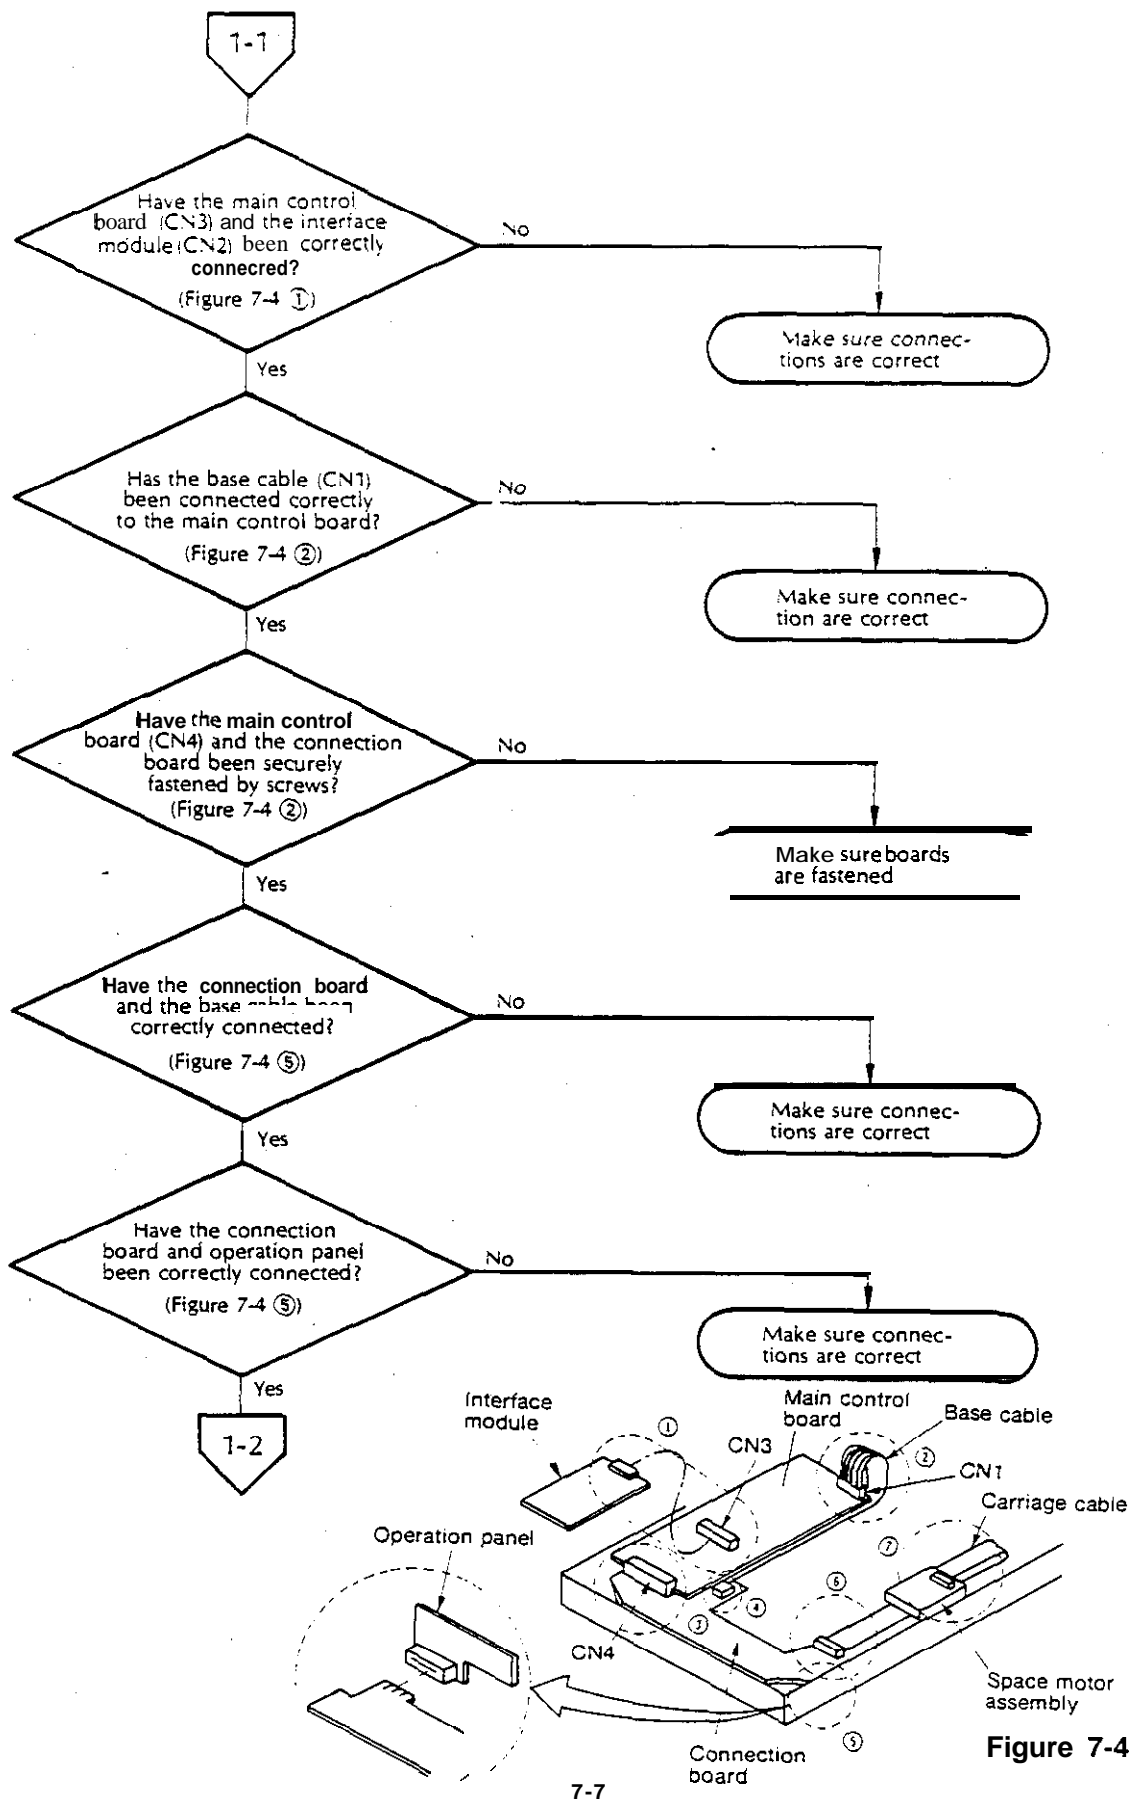 1-1
Have the main control
board (CN3) and the interface
module (CN2) been correctly
connecred?
(Figure 7-4 ①)
No
Make sure connec-
tions are correct
Yes
Has the base cable (CN1)
been connected correctly
to the main control board?
(Figure 7-4 ②)
No
Make sure connec-
tion are correct
Yes
Have the main control
board (CN4) and the connection
board been securely
fastened by screws?
(Figure 7-4 ②)
No
Make sure boards
are fastened
Yes
Have the connection board
and the base cable been
correctly connected?
(Figure 7-4 ⑤)
No
Make sure connec-
tions are correct
Yes
Have the connection
board and operation panel
been correctly connected?
(Figure 7-4 ⑤)
No
Make sure connec-
tions are correct
Yes
1-2
Interface
module
①
Main control
board
CN3
Base cable
②
CN1
Carriage cable
Operation panel
⑦
⑥
④
③
CN4
Space motor
assembly
⑤
Connection
board
Figure 7-4
7-7